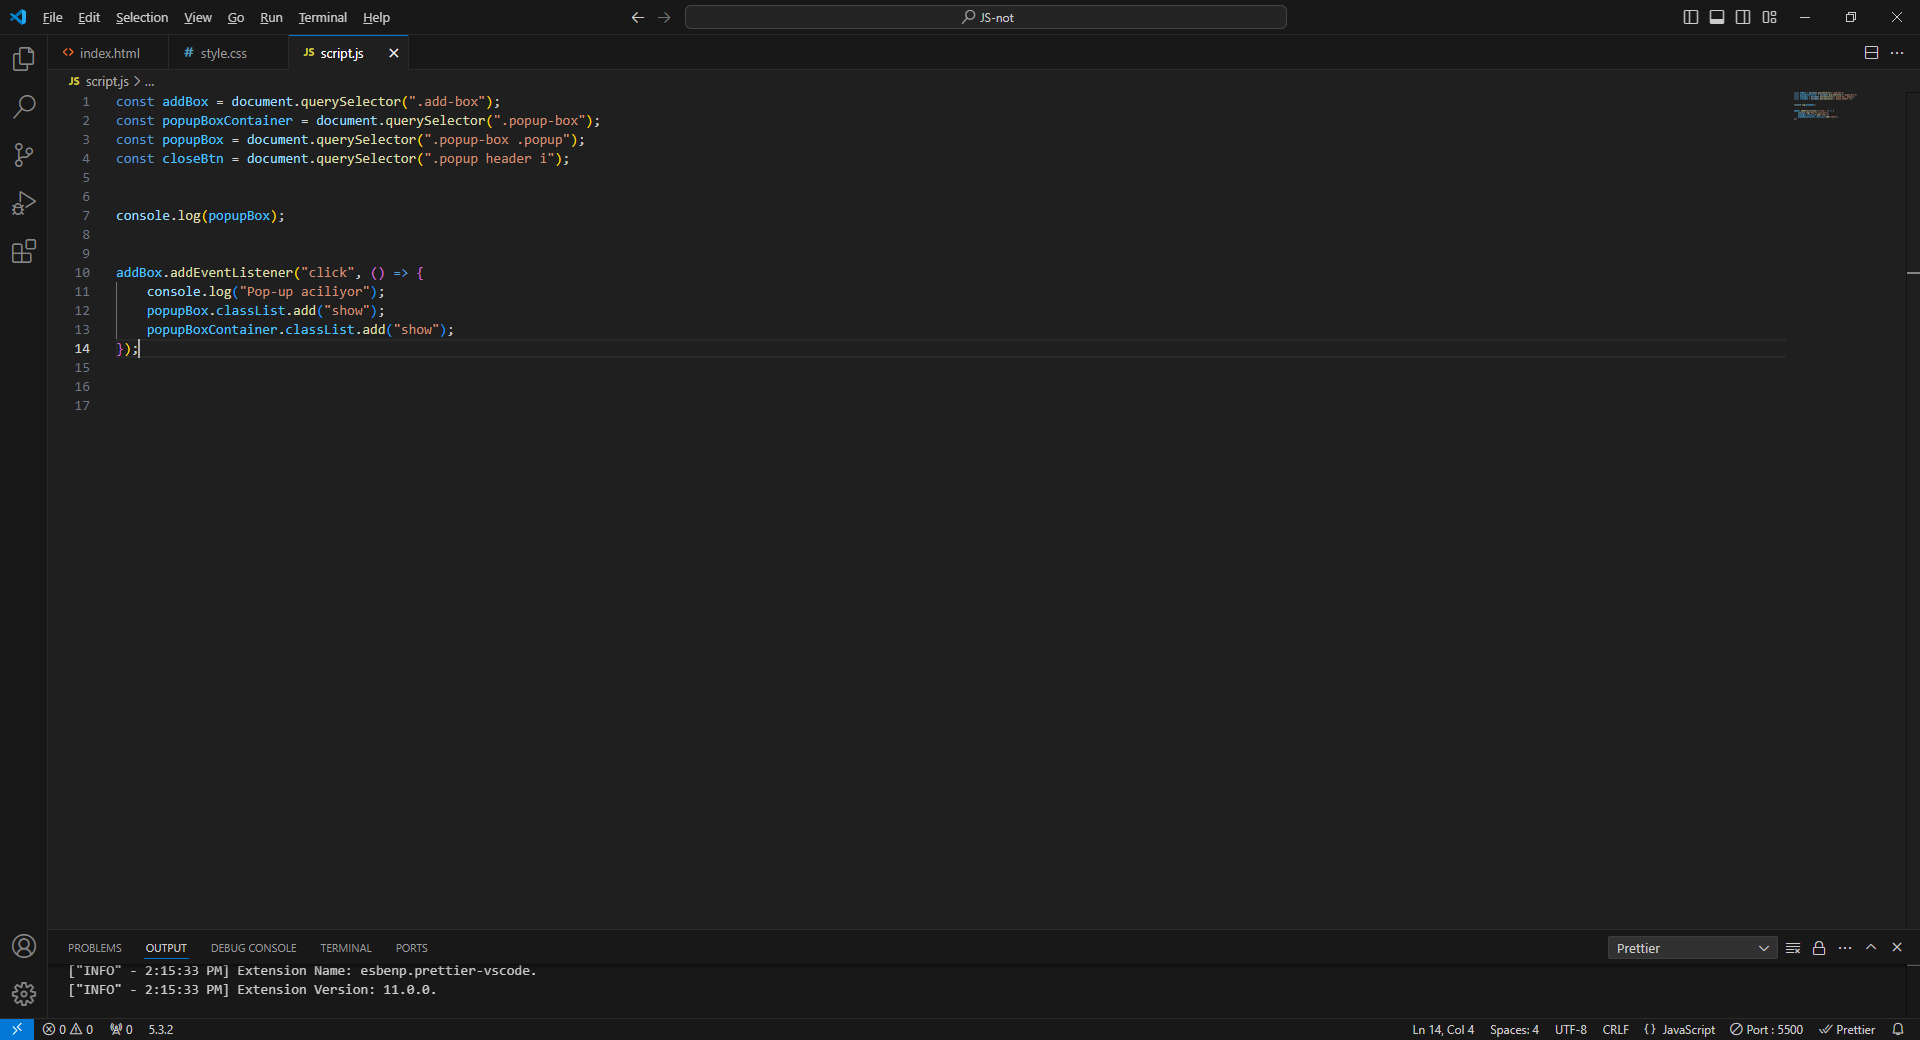 File Edit Selection View Go Run Terminal Help
JS-not
index.html
# style.css
JS script.js
JS script.js > ...
1 const addBox = document.querySelector(".add-box");
2 const popupBoxContainer = document.querySelector(".popup-box");
3 const popupBox = document.querySelector(".popup-box .popup");
4 const closeBtn = document.querySelector(".popup header i");
5
6
7 console.log(popupBox);
8
9
10 addBox.addEventListener("click", () => {
11 console.log("Pop-up aciliyor");
12 popupBox.classList.add("show");
13 popupBoxContainer.classList.add("show");
14 });
15
16
17
PROBLEMS OUTPUT DEBUG CONSOLE TERMINAL PORTS
Prettier
["INFO" - 2:15:33 PM] Extension Name: esbenp.prettier-vscode.
["INFO" - 2:15:33 PM] Extension Version: 11.0.0.
0 0 0 5.3.2
Ln 14, Col 4 Spaces: 4 UTF-8 CRLF {} JavaScript Port : 5500 Prettier